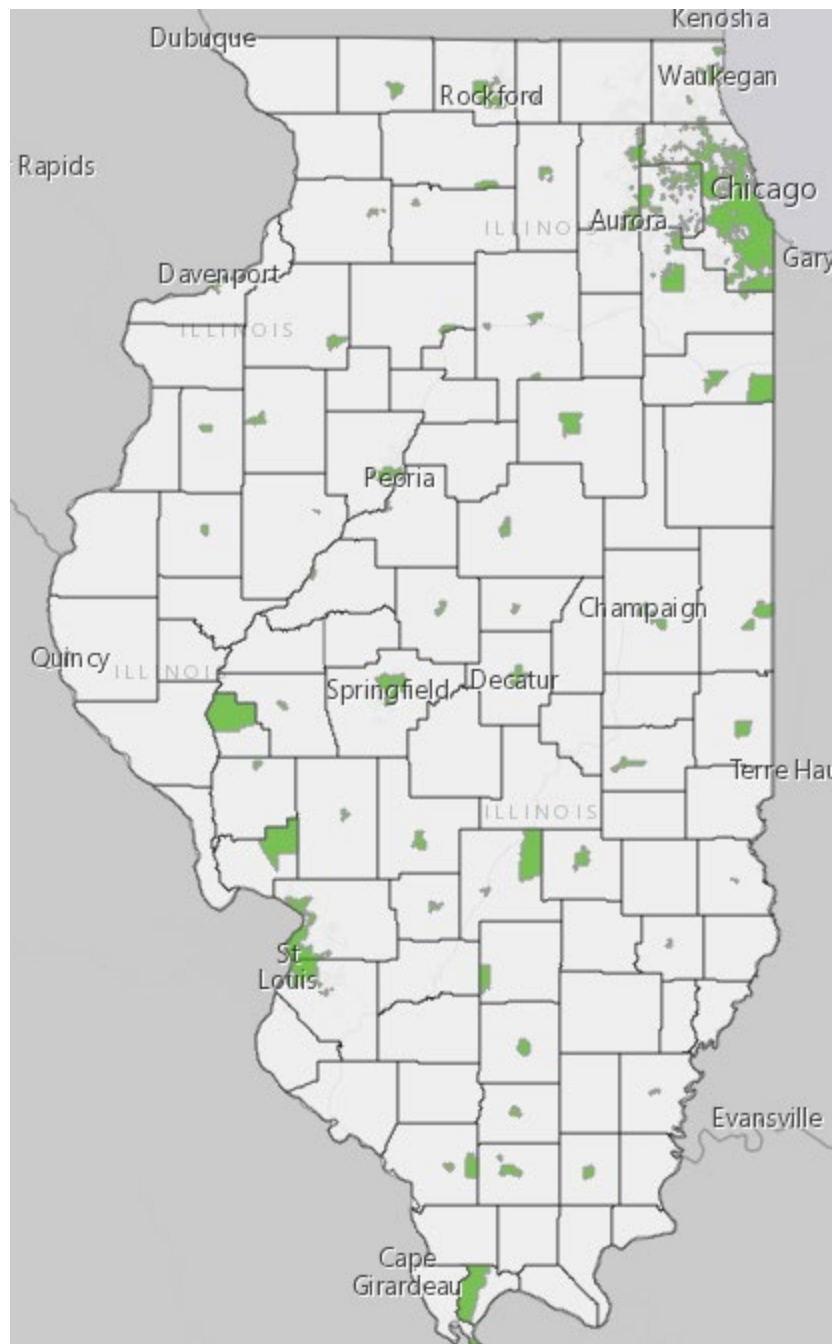 Kenosha
Dubuque
Waukegan
Rockford
Rapids
Chicago
ILLINOIS
Aurora
Gary
Davenport
ILLINOIS
Peoria
Champaign
Quincy
ILLINOIS
Decatur
Springfield
Terre Hau
ILLINOIS
St
Louis
Evansville
Cape
Girardeau